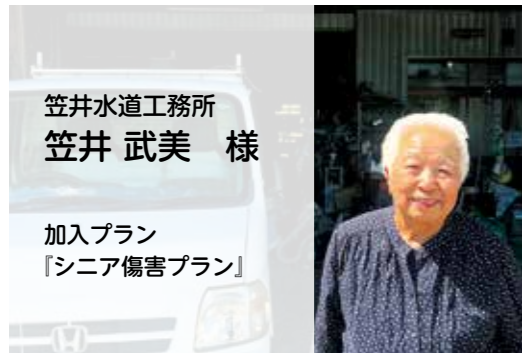 笠井水道工務所
笠井 武美　様
加入プラン
『シニア傷害プラン』